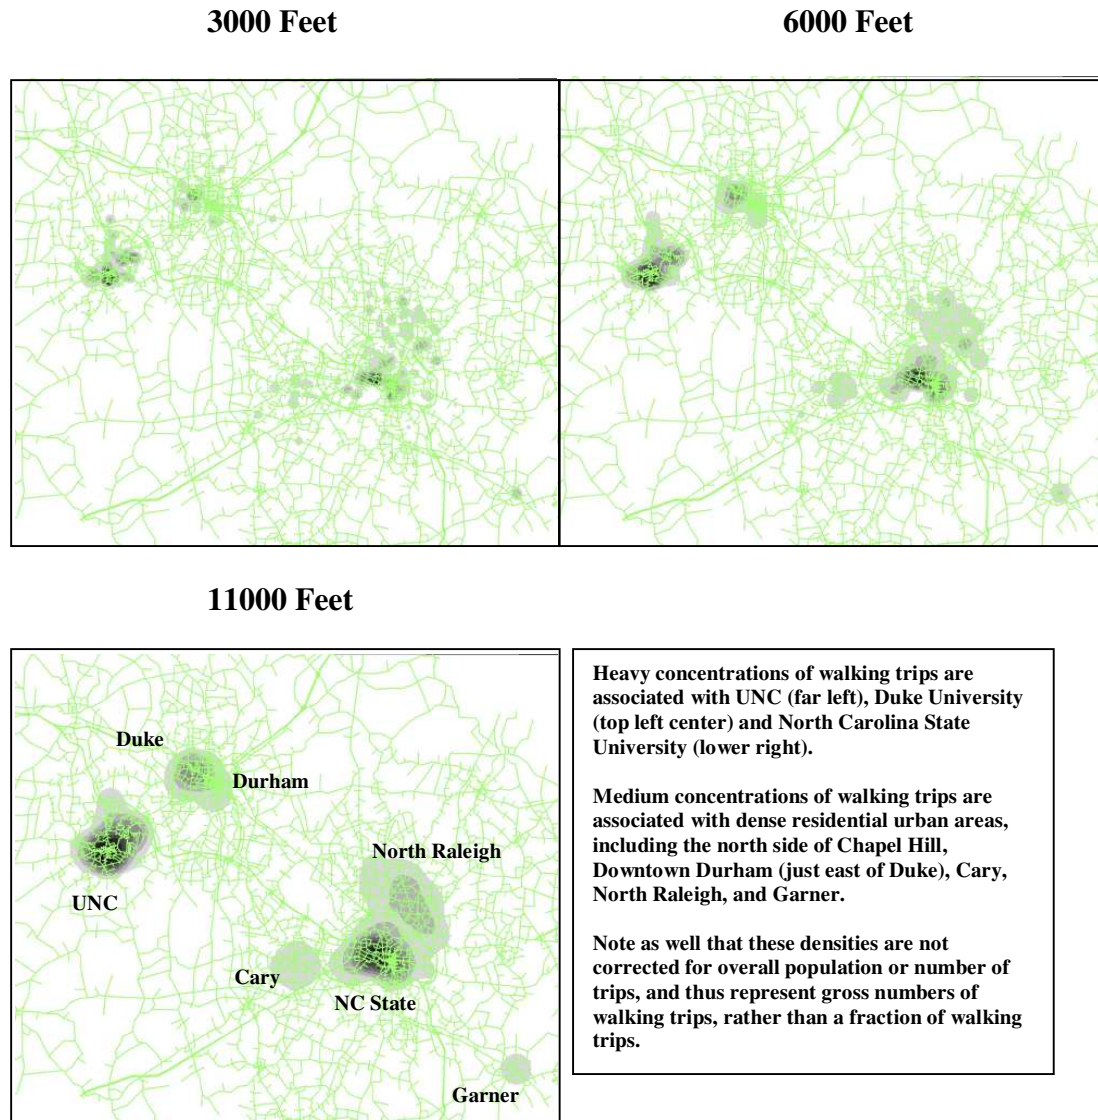 3000 Feet
6000 Feet
11000 Feet
Duke
Durham
North Raleigh
UNC
Cary
NC State
Garner
Heavy concentrations of walking trips are
associated with UNC (far left), Duke University
(top left center) and North Carolina State
University (lower right).
Medium concentrations of walking trips are
associated with dense residential urban areas,
including the north side of Chapel Hill,
Downtown Durham (just east of Duke), Cary,
North Raleigh, and Garner.
Note as well that these densities are not
corrected for overall population or number of
trips, and thus represent gross numbers of
walking trips, rather than a fraction of walking
trips.